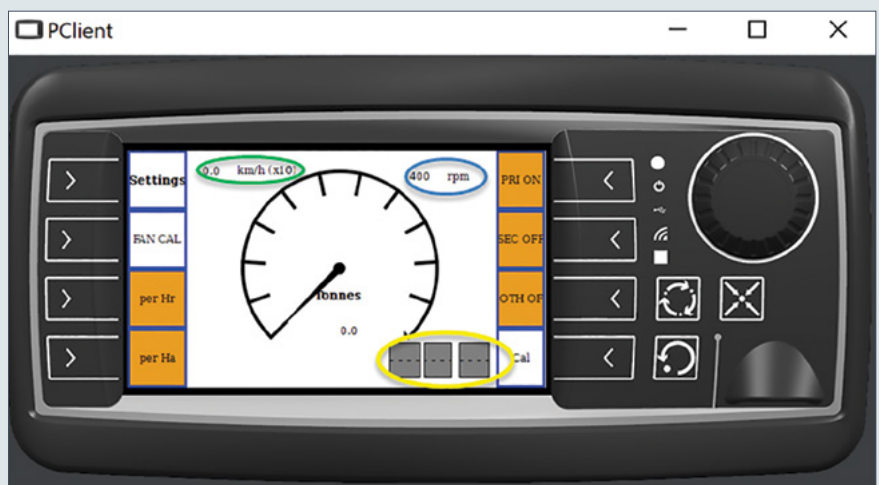 PClient
Settings
0.0 km/h (x10)
400 rpm
PRI ON
FAN CAL
SEC OFF
per Hr
Tonnes
OTH OF
0.0
per Ha
Cal